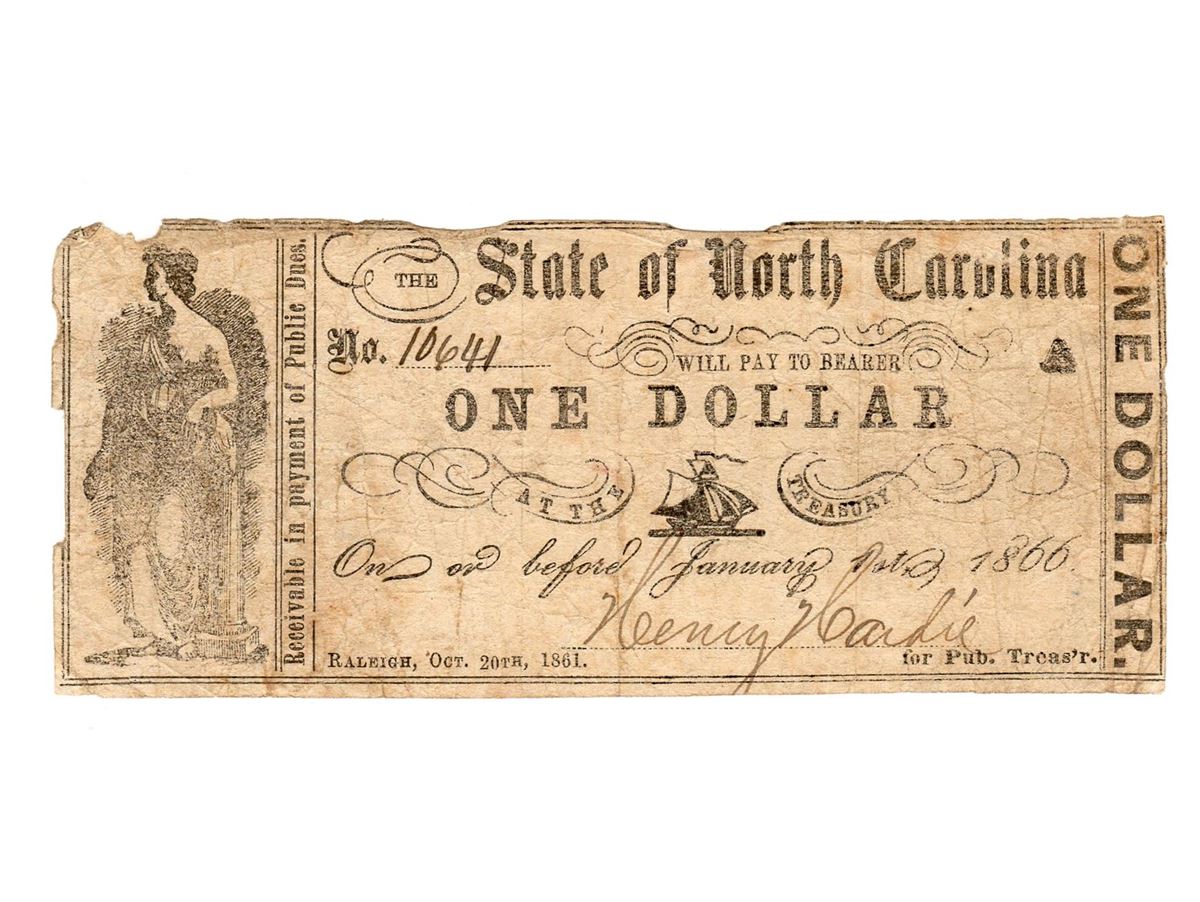 THE State of North Carolina
No. 10641
WILL PAY TO BEARER
A
ONE DOLLAR
AT THE TREASURY
On or before January 1st, 1866.
Henry Hardie
RALEIGH, OCT. 20TH, 1861.
for Pub. Treas'r.
Receivable in payment of Public Dues.
ONE DOLLAR.